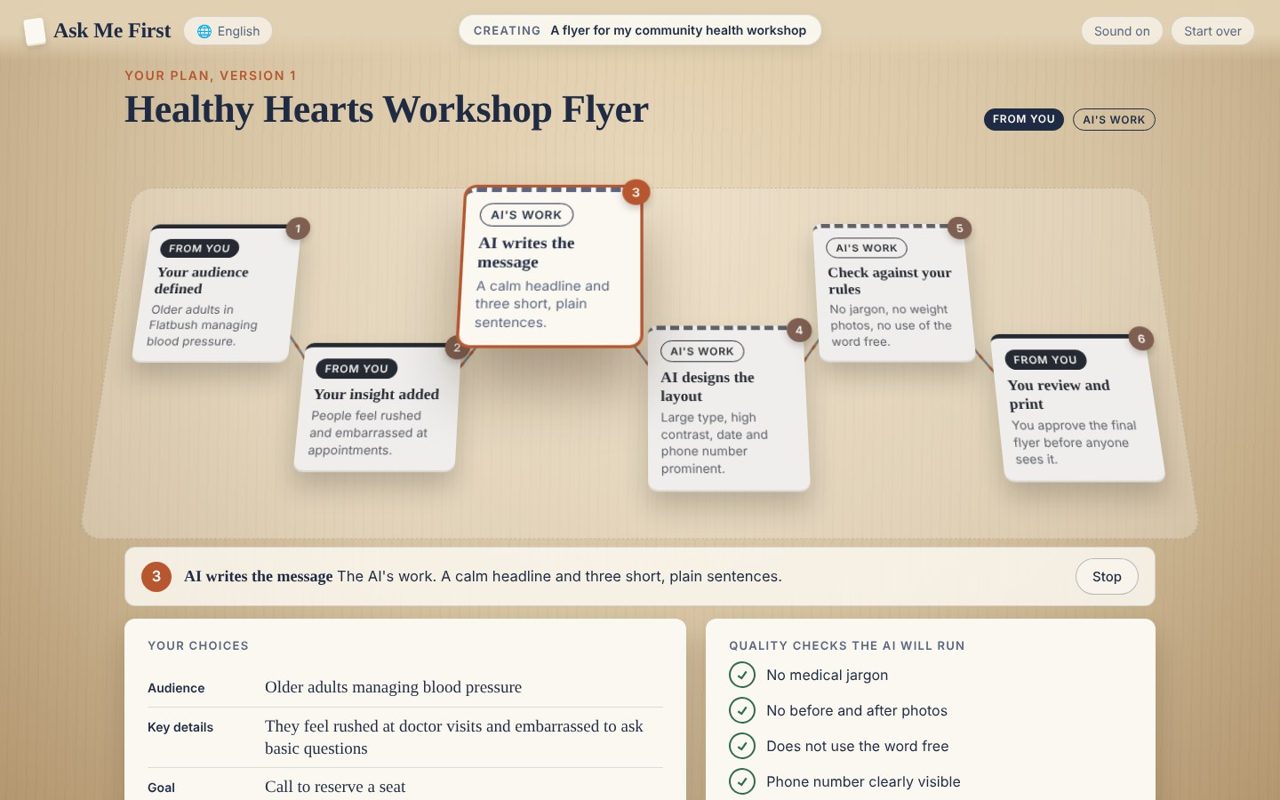 Ask Me First
🌐 English
CREATING A flyer for my community health workshop
Sound on
Start over
YOUR PLAN, VERSION 1
Healthy Hearts Workshop Flyer
FROM YOU
AI'S WORK
1
FROM YOU
Your audience
defined
Older adults in
Flatbush managing
blood pressure.
2
FROM YOU
Your insight added
People feel rushed
and embarrassed at
appointments.
3
AI'S WORK
AI writes the
message
A calm headline and
three short, plain
sentences.
4
AI'S WORK
AI designs the
layout
Large type, high
contrast, date and
phone number
prominent.
5
AI'S WORK
Check against your
rules
No jargon, no weight
photos, no use of the
word free.
6
FROM YOU
You review and
print
You approve the final
flyer before anyone
sees it.
3 AI writes the message The AI's work. A calm headline and three short, plain sentences.
Stop
YOUR CHOICES
Audience Older adults managing blood pressure
Key details They feel rushed at doctor visits and embarrassed to ask
basic questions
Goal Call to reserve a seat
QUALITY CHECKS THE AI WILL RUN
No medical jargon
No before and after photos
Does not use the word free
Phone number clearly visible